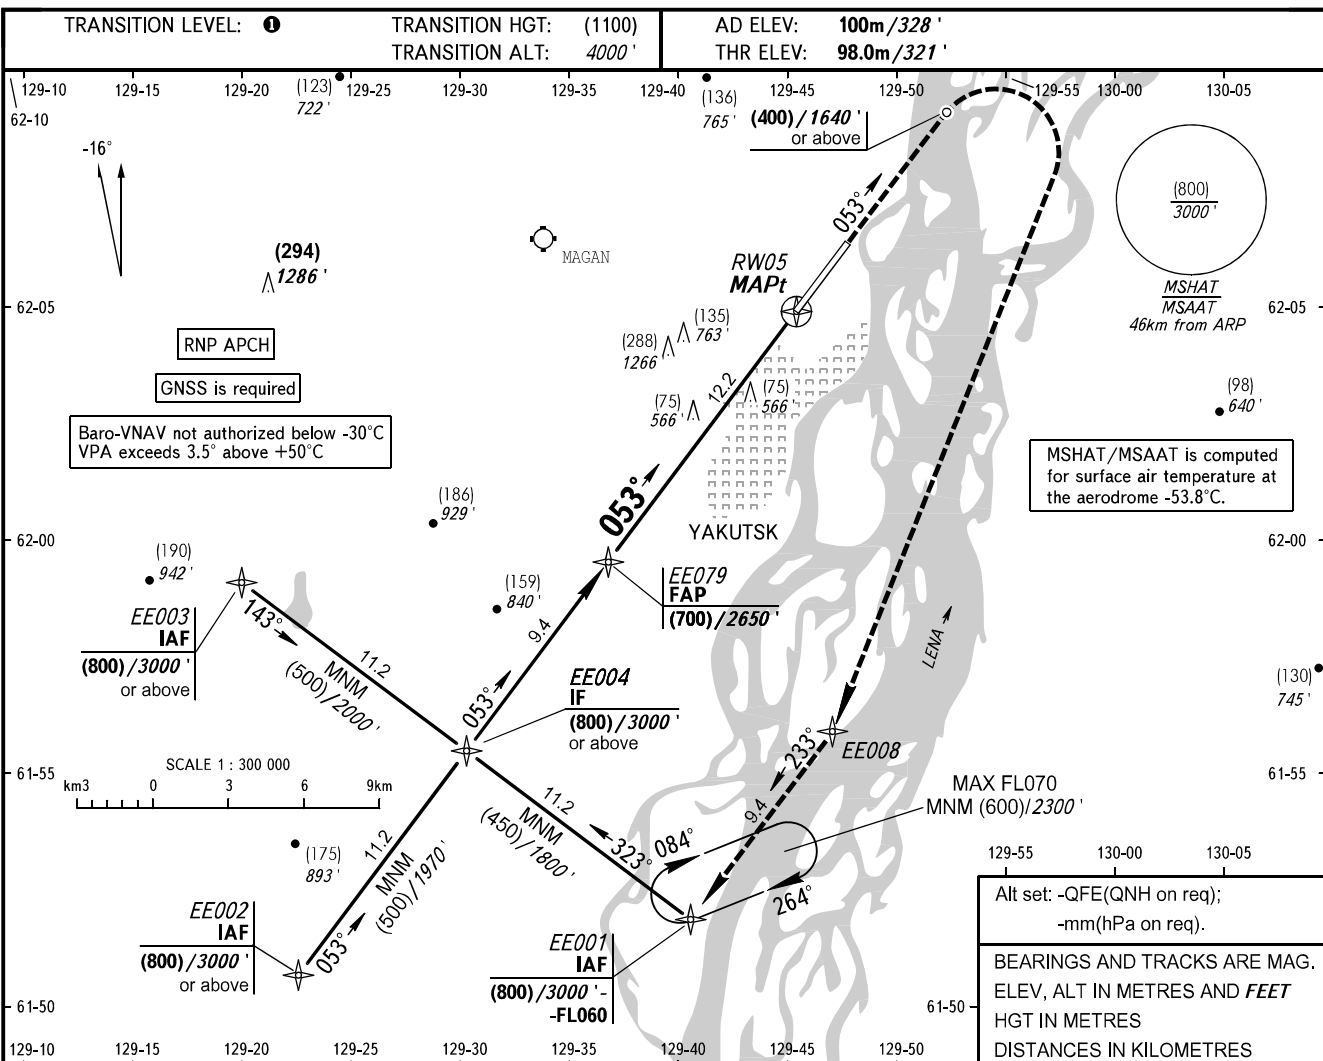 TRANSITION LEVEL: ❶
TRANSITION HGT: (1100)
TRANSITION ALT: 4000 '
AD ELEV: 100m/328 '
THR ELEV: 98.0m/321 '
129-10 129-15 129-20 129-25 129-30 129-35 129-40 129-45 129-50 129-55 130-00 130-05
62-10
(123)
722 '
(136)
765 '
(400)/1640 '
or above
-16°
053°
(800)
3000 '
MSHAT
MSAAT
46km from ARP
(294)
1286 '
MAGAN
RW05
MAPt
62-05
62-05
RNP APCH
GNSS is required
Baro-VNAV not authorized below -30°C
VPA exceeds 3.5° above +50°C
(135)
763 '
(288)
1266 '
(75)
566 '
12.2
(75)
566 '
(98)
640 '
MSHAT/MSAAT is computed
for surface air temperature at
the aerodrome -53.8°C.
(186)
929 '
053°
YAKUTSK
62-00
62-00
(190)
942 '
(159)
840 '
EE079
FAP
(700)/2650 '
EE003
IAF
(800)/3000 '
or above
143°
11.2
MNM
(500)/2000 '
9.4
053°
EE004
IF
(800)/3000 '
or above
LENA
(130)
745 '
EE008
233°
9.4
SCALE 1 : 300 000
km3 0 3 6 9km
61-55
61-55
MAX FL070
MNM (600)/2300 '
11.2
MNM
(450)/1800 '
323°
084°
264°
(175)
893 '
11.2
MNM
(500)/1970 '
053°
EE002
IAF
(800)/3000 '
or above
EE001
IAF
(800)/3000 '-
-FL060
129-55 130-00 130-05
Alt set: -QFE(QNH on req);
-mm(hPa on req).
BEARINGS AND TRACKS ARE MAG.
ELEV, ALT IN METRES AND FEET
HGT IN METRES
DISTANCES IN KILOMETRES
61-50
61-50
129-10 129-15 129-20 129-25 129-30 129-35 129-40 129-45 129-50